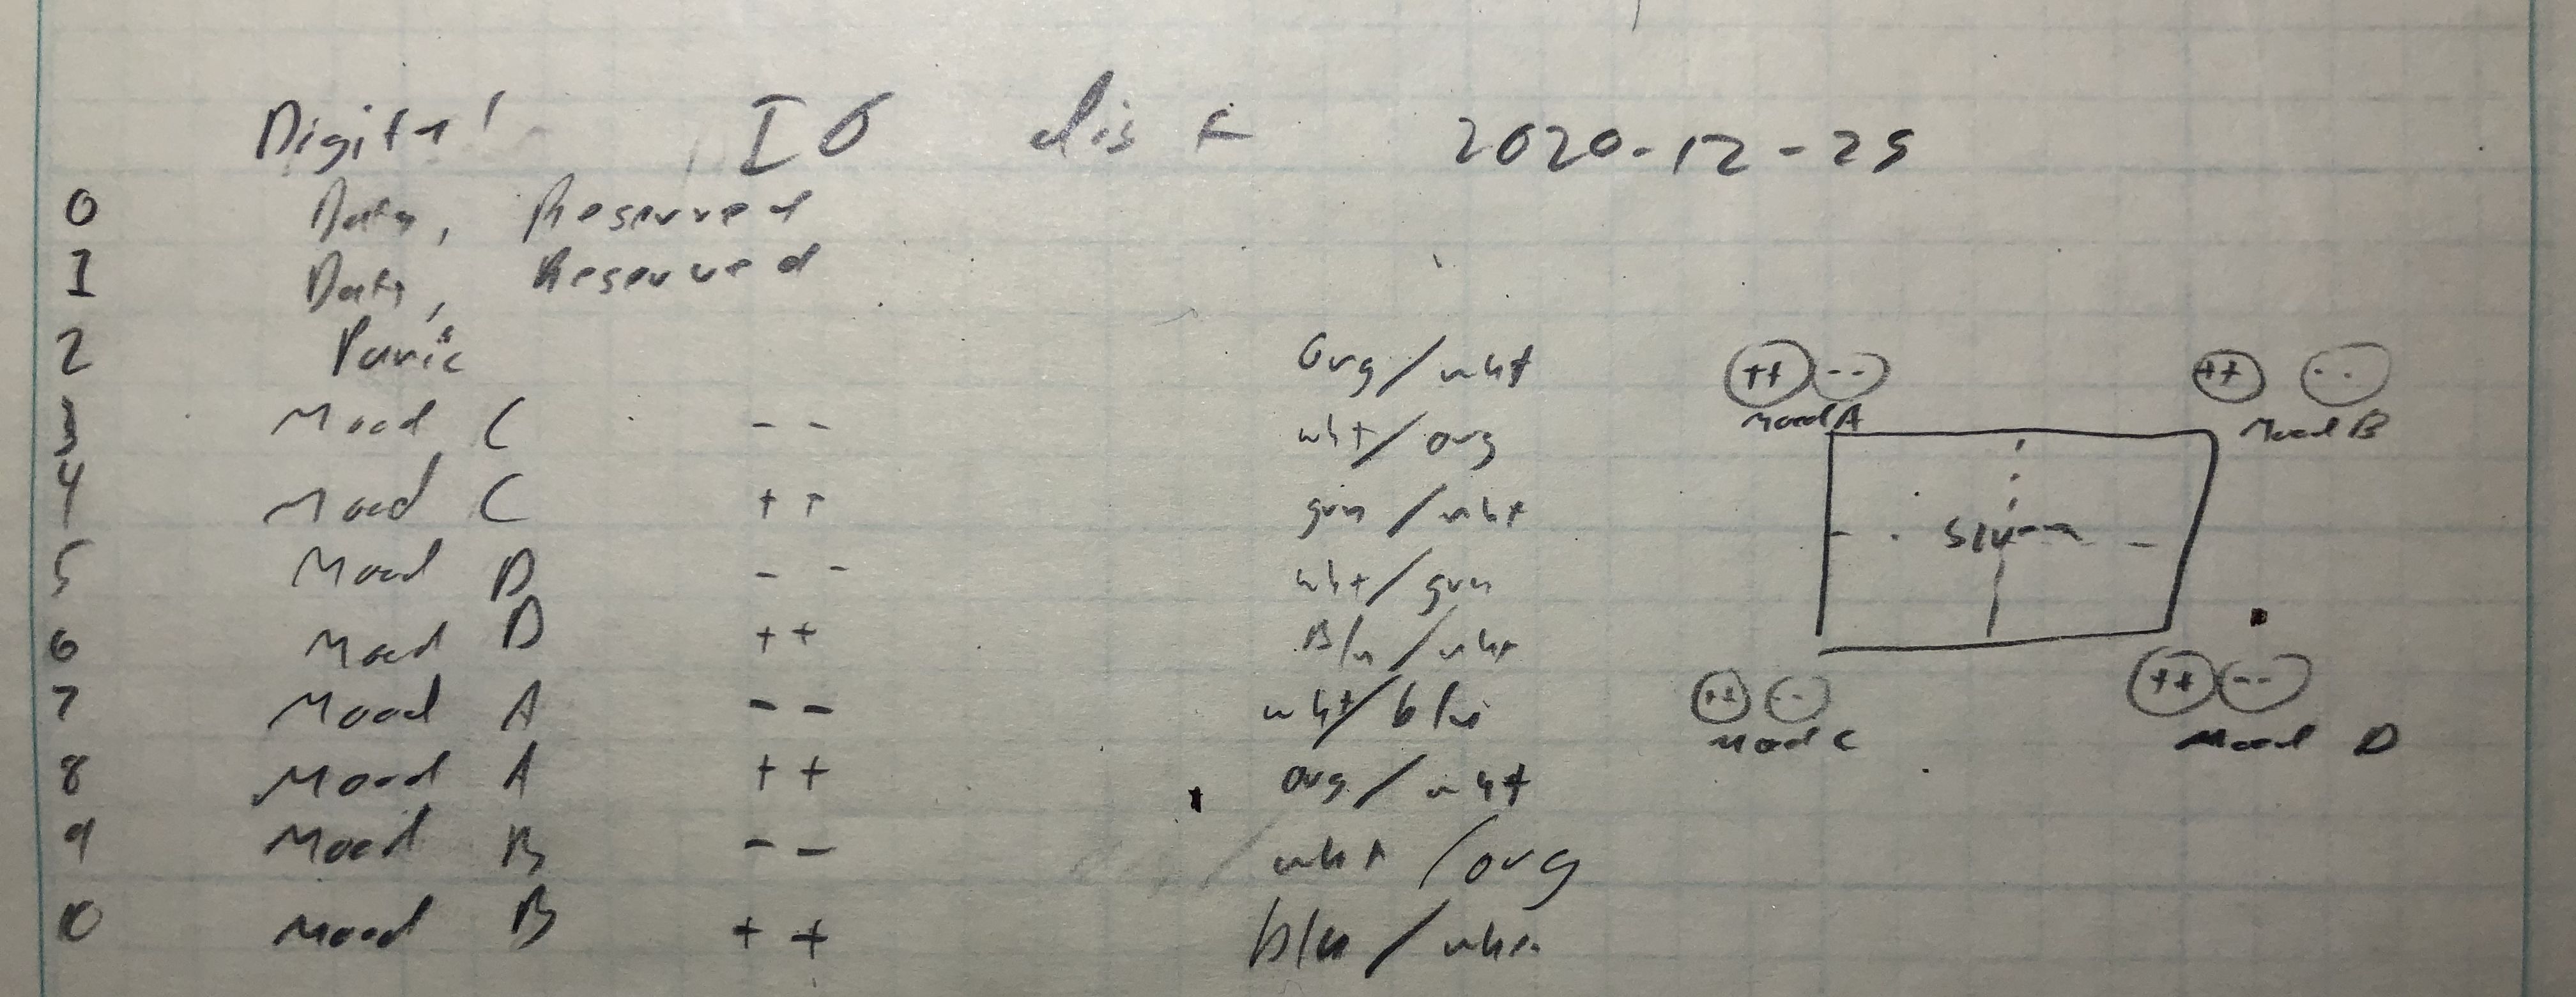 Digital IO list 2020-12-29
0 Data, Reserved
1 Data, Reserved
2 Panic Org/wht
3 Mood C -- wht/org
4 Mood C ++ grn/wht
5 Mood D -- wht/grn
6 Mood D ++ Blu/wht
7 Mood A -- wht/blu
8 Mood A ++ org/wht
9 Mood B -- wht/org
10 Mood B ++ blu/wht
++ -- ++ --
Mood A Mood B
++ -- ++ --
Mood C Mood D